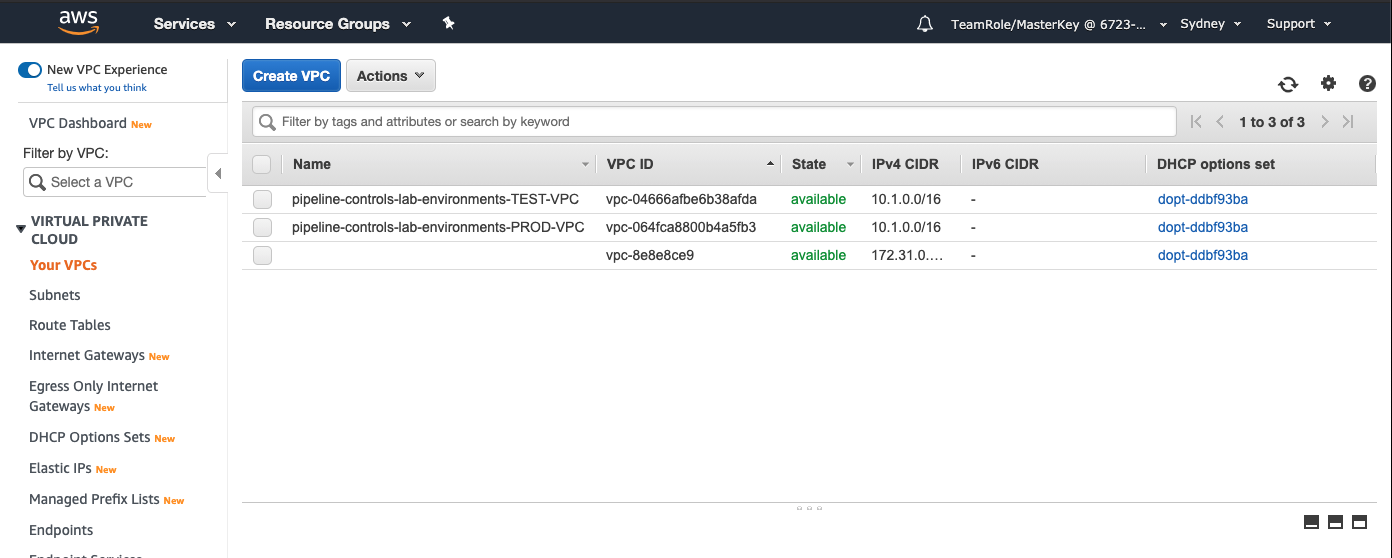 aws Services Resource Groups TeamRole/MasterKey @ 6723-... Sydney Support
New VPC Experience
Tell us what you think
VPC Dashboard New
Filter by VPC:
Select a VPC
VIRTUAL PRIVATE
CLOUD
Your VPCs
Subnets
Route Tables
Internet Gateways New
Egress Only Internet
Gateways New
DHCP Options Sets New
Elastic IPs New
Managed Prefix Lists New
Endpoints
Endpoint Services
Create VPC Actions
Filter by tags and attributes or search by keyword 1 to 3 of 3
Name VPC ID State IPv4 CIDR IPv6 CIDR DHCP options set
pipeline-controls-lab-environments-TEST-VPC vpc-04666afbe6b38afda available 10.1.0.0/16 - dopt-ddbf93ba
pipeline-controls-lab-environments-PROD-VPC vpc-064fca8800b4a5fb3 available 10.1.0.0/16 - dopt-ddbf93ba
vpc-8e8e8ce9 available 172.31.0.... - dopt-ddbf93ba